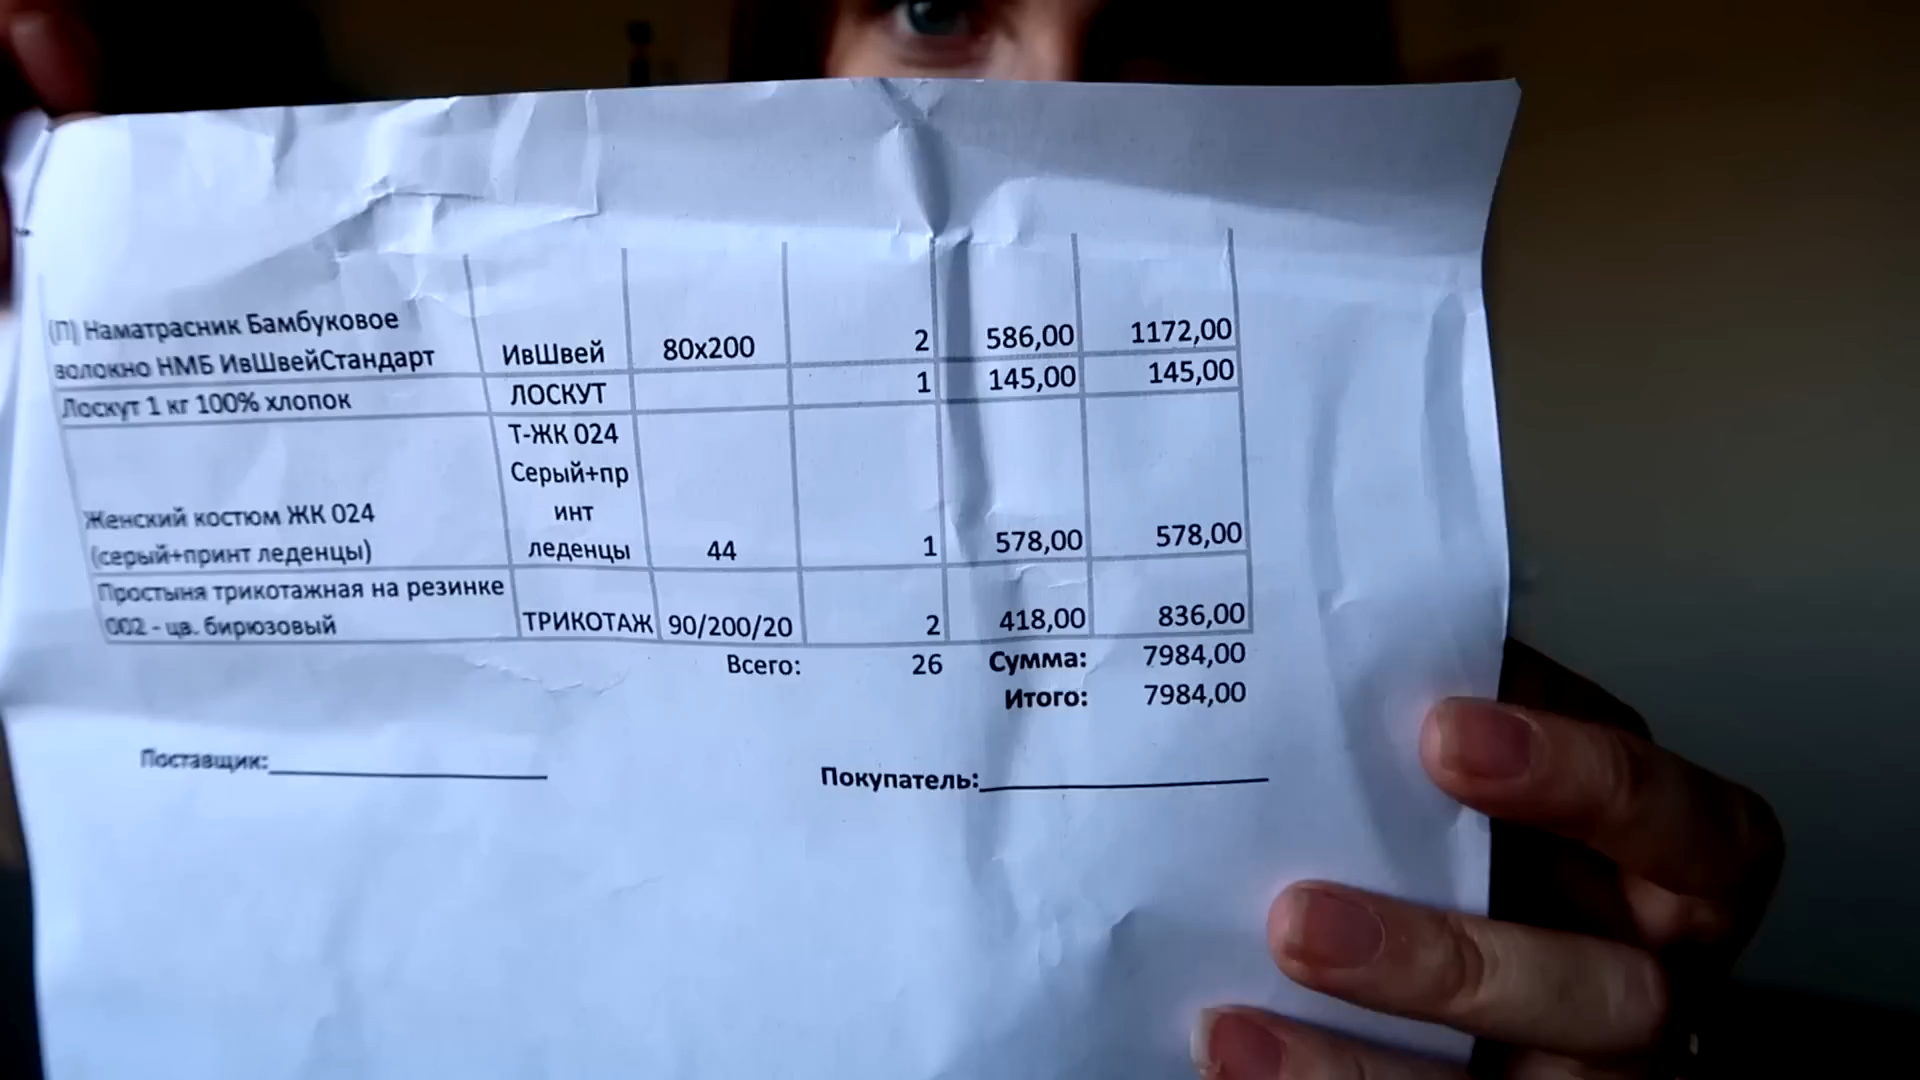 (П) Наматрасник Бамбуковое
волокно НМБ ИвШвейСтандарт ИвШвей 80х200 2 586,00 1172,00
Лоскут 1 кг 100% хлопок ЛОСКУТ 1 145,00 145,00
Т-ЖК 024
Серый+пр
Женский костюм ЖК 024 инт
(серый+принт леденцы) леденцы 44 1 578,00 578,00
Простыня трикотажная на резинке
002 - цв. бирюзовый ТРИКОТАЖ 90/200/20 2 418,00 836,00
Всего: 26 Сумма: 7984,00
Итого: 7984,00
Поставщик:
Покупатель: